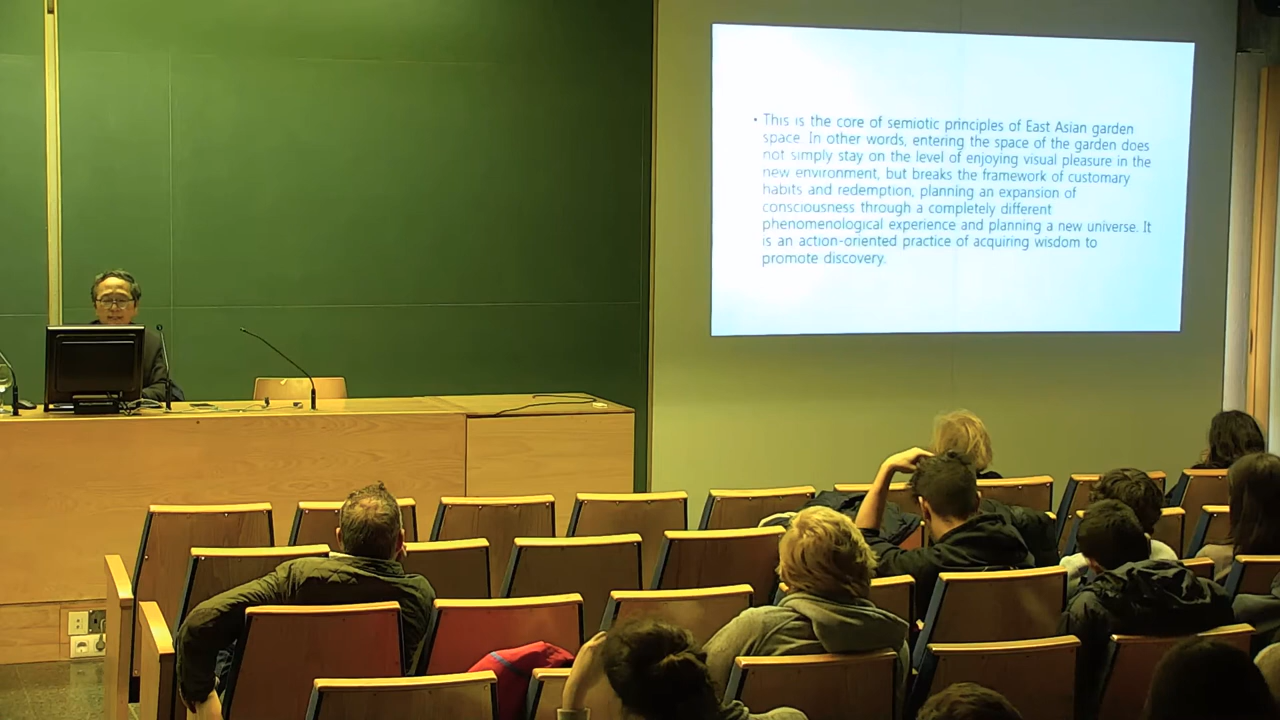 • This is the core of semiotic principles of East Asian garden
space. In other words, entering the space of the garden does
not simply stay on the level of enjoying visual pleasure in the
new environment, but breaks the framework of customary
habits and redemption, planning an expansion of
consciousness through a completely different
phenomenological experience and planning a new universe. It
is an action-oriented practice of acquiring wisdom to
promote discovery.